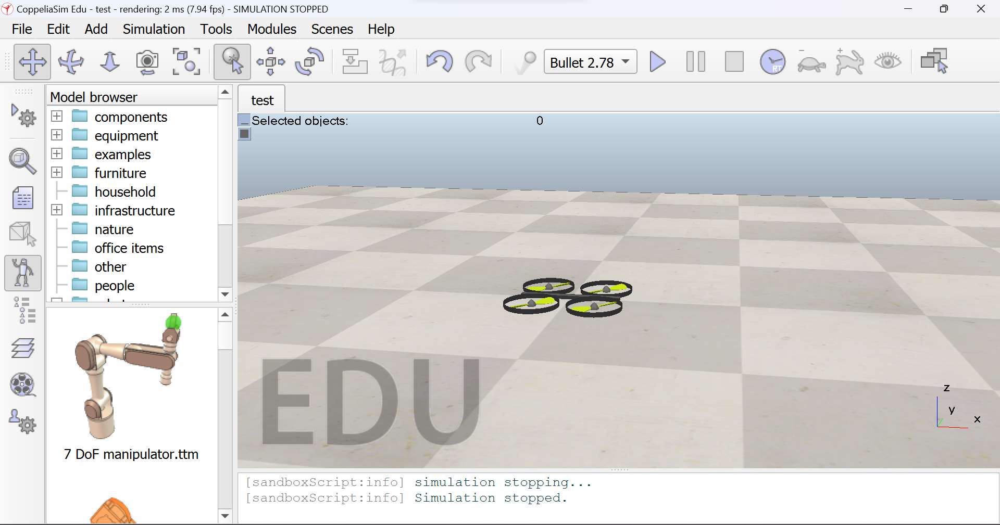 CoppeliaSim Edu - test - rendering: 2 ms (7.94 fps) - SIMULATION STOPPED
File Edit Add Simulation Tools Modules Scenes Help
Bullet 2.78
RT
Model browser
components
equipment
examples
furniture
household
infrastructure
nature
office items
other
people
7 DoF manipulator.ttm
test
Selected objects: 0
EDU
z
y
x
[sandboxScript:info] simulation stopping...
[sandboxScript:info] Simulation stopped.